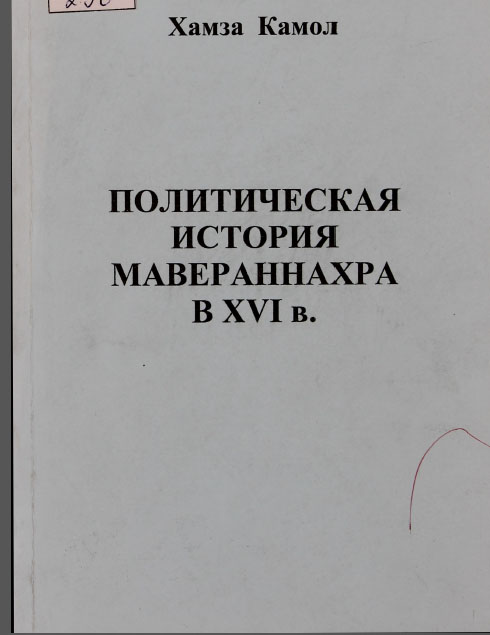 Хамза Камол
ПОЛИТИЧЕСКАЯ
ИСТОРИЯ
МАВЕРАННАХРА
В XVI в.